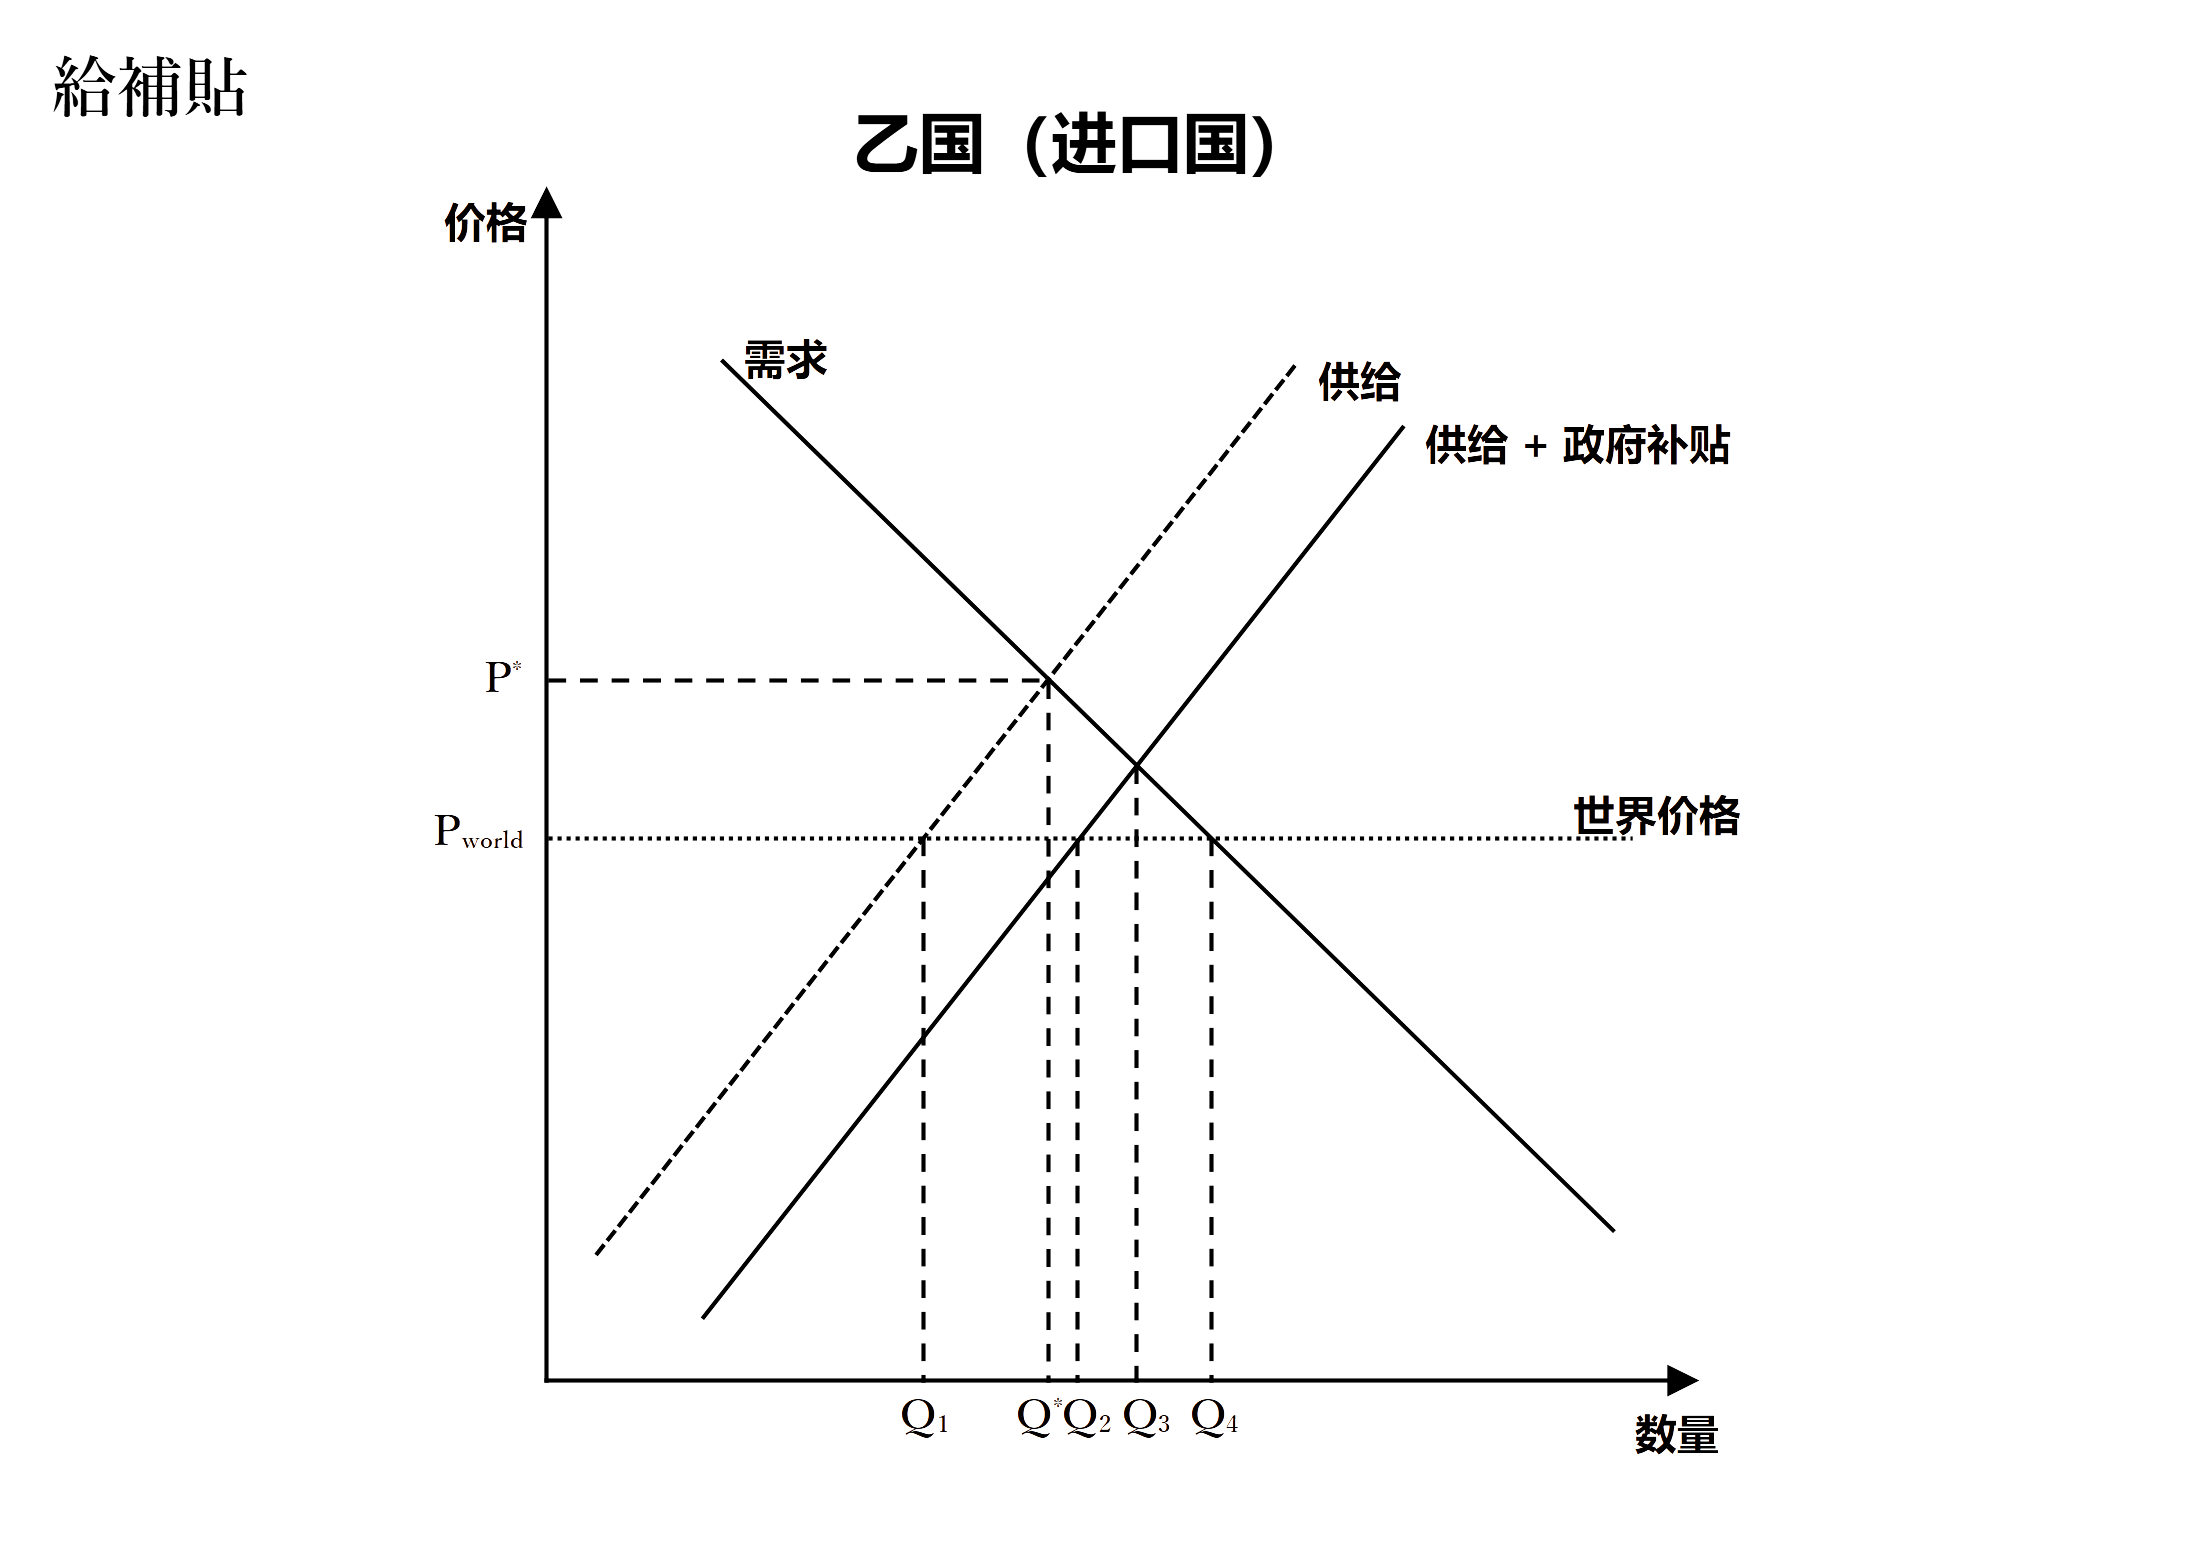 給補貼
乙国（进口国）
价格
需求
供给
供给 + 政府补贴
P*
世界价格
P world
Q1
Q*
Q2
Q3
Q4
数量